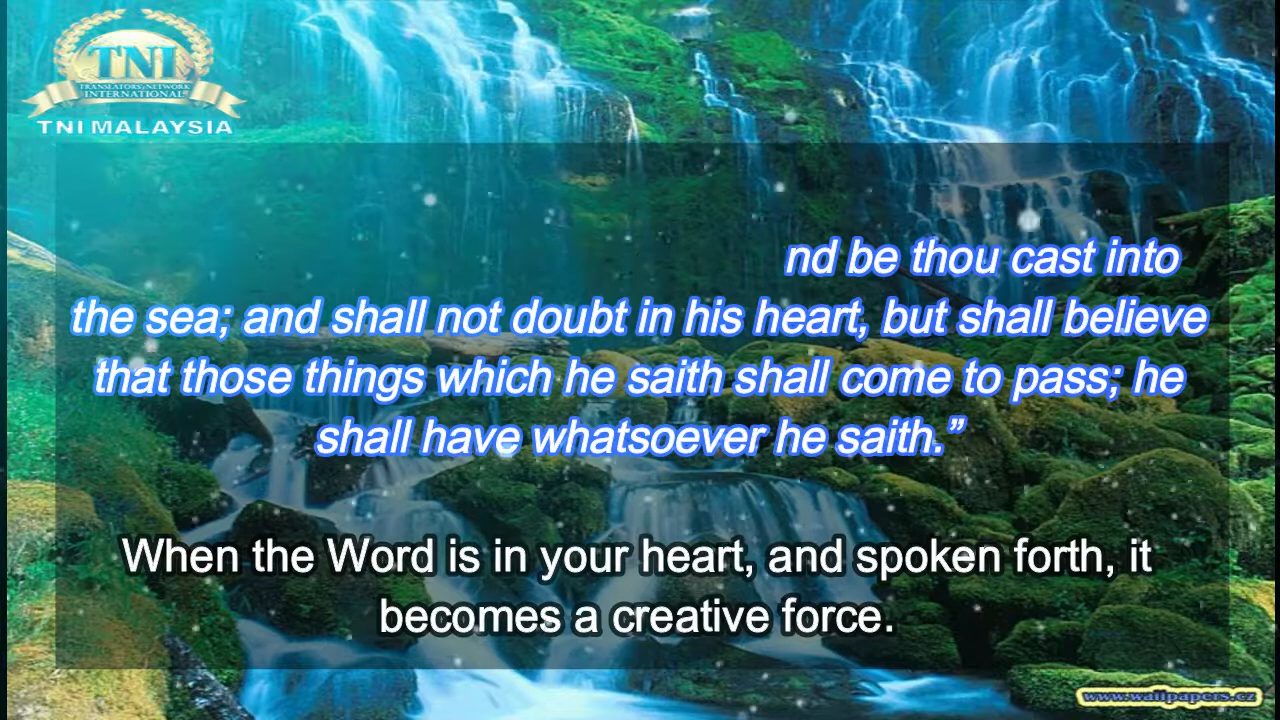 TNI
TRANSLATORS NETWORK
INTERNATIONAL
TNI MALAYSIA
nd be thou cast into
the sea; and shall not doubt in his heart, but shall believe
that those things which he saith shall come to pass; he
shall have whatsoever he saith.”
When the Word is in your heart, and spoken forth, it
becomes a creative force.
www.wallpapers.cz